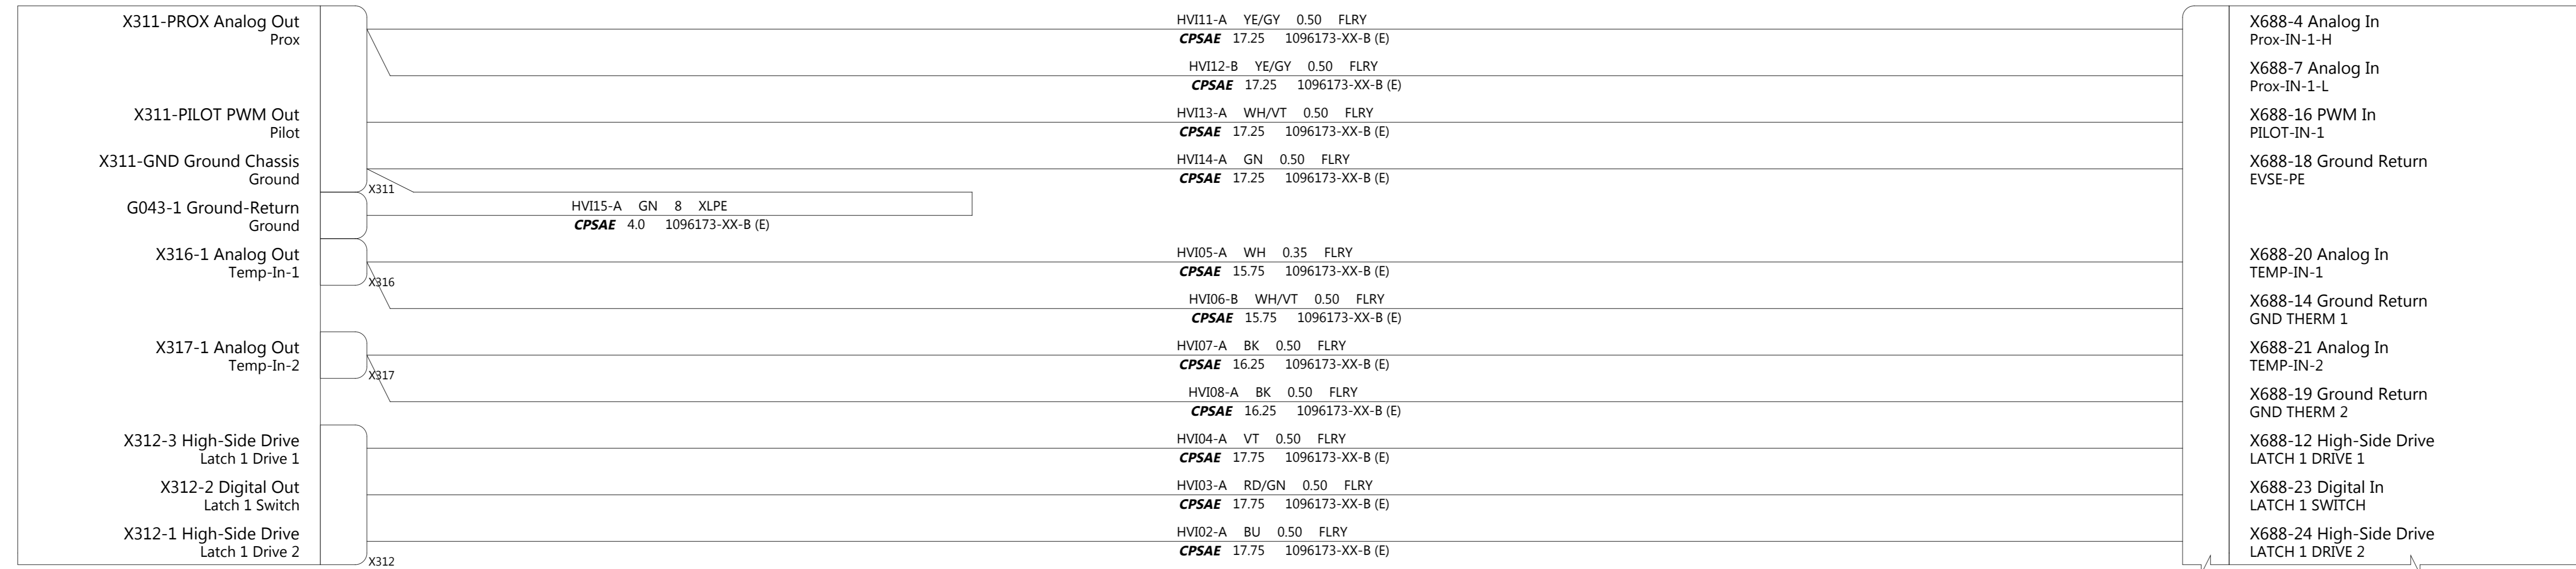 X311-PROX Analog Out
Prox
HVI11-A YE/GY 0.50 FLRY
CPSAE 17.25 1096173-XX-B (E)
X688-4 Analog In
Prox-IN-1-H
HVI12-B YE/GY 0.50 FLRY
CPSAE 17.25 1096173-XX-B (E)
X688-7 Analog In
Prox-IN-1-L
X311-PILOT PWM Out
Pilot
HVI13-A WH/VT 0.50 FLRY
CPSAE 17.25 1096173-XX-B (E)
X688-16 PWM In
PILOT-IN-1
X311-GND Ground Chassis
Ground
X311
HVI14-A GN 0.50 FLRY
CPSAE 17.25 1096173-XX-B (E)
X688-18 Ground Return
EVSE-PE
G043-1 Ground-Return
Ground
HVI15-A GN 8 XLPE
CPSAE 4.0 1096173-XX-B (E)
X316-1 Analog Out
Temp-In-1
X316
HVI05-A WH 0.35 FLRY
CPSAE 15.75 1096173-XX-B (E)
X688-20 Analog In
TEMP-IN-1
HVI06-B WH/VT 0.50 FLRY
CPSAE 15.75 1096173-XX-B (E)
X688-14 Ground Return
GND THERM 1
X317-1 Analog Out
Temp-In-2
X317
HVI07-A BK 0.50 FLRY
CPSAE 16.25 1096173-XX-B (E)
X688-21 Analog In
TEMP-IN-2
HVI08-A BK 0.50 FLRY
CPSAE 16.25 1096173-XX-B (E)
X688-19 Ground Return
GND THERM 2
X312-3 High-Side Drive
Latch 1 Drive 1
HVI04-A VT 0.50 FLRY
CPSAE 17.75 1096173-XX-B (E)
X688-12 High-Side Drive
LATCH 1 DRIVE 1
X312-2 Digital Out
Latch 1 Switch
HVI03-A RD/GN 0.50 FLRY
CPSAE 17.75 1096173-XX-B (E)
X688-23 Digital In
LATCH 1 SWITCH
X312-1 High-Side Drive
Latch 1 Drive 2
X312
HVI02-A BU 0.50 FLRY
CPSAE 17.75 1096173-XX-B (E)
X688-24 High-Side Drive
LATCH 1 DRIVE 2